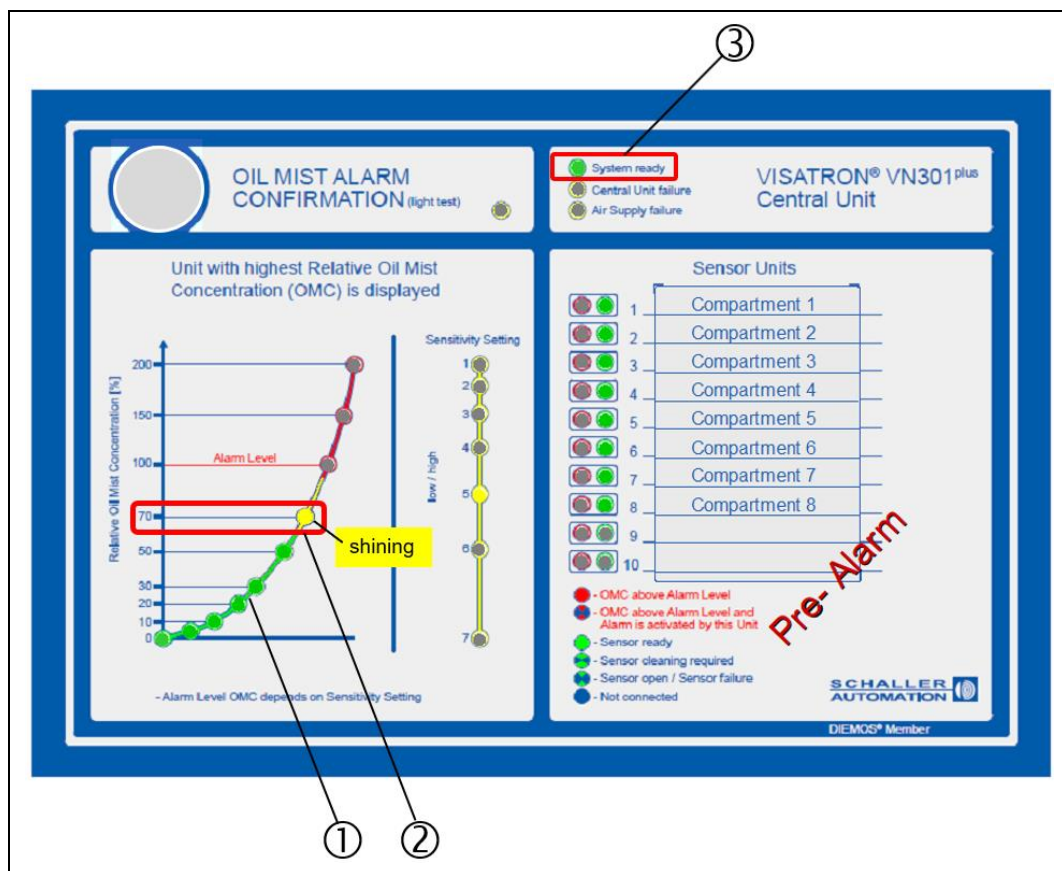 ③
OIL MIST ALARM
CONFIRMATION (light test)
System ready
Central Unit failure
Air Supply failure
VISATRON® VN301plus
Central Unit
Unit with highest Relative Oil Mist
Concentration (OMC) is displayed
Relative Oil Mist Concentration [%]
200
150
100
70
50
30
20
10
0
Alarm Level
shining
- Alarm Level OMC depends on Sensitivity Setting
Sensitivity Setting
low / high
1
2
3
4
5
6
7
Sensor Units
1 Compartment 1
2 Compartment 2
3 Compartment 3
4 Compartment 4
5 Compartment 5
6 Compartment 6
7 Compartment 7
8 Compartment 8
9
10
Pre- Alarm
- OMC above Alarm Level
- OMC above Alarm Level and
Alarm is activated by this Unit
- Sensor ready
- Sensor cleaning required
- Sensor open / Sensor failure
- Not connected
SCHALLER
AUTOMATION
DIEMOS® Member
①
②